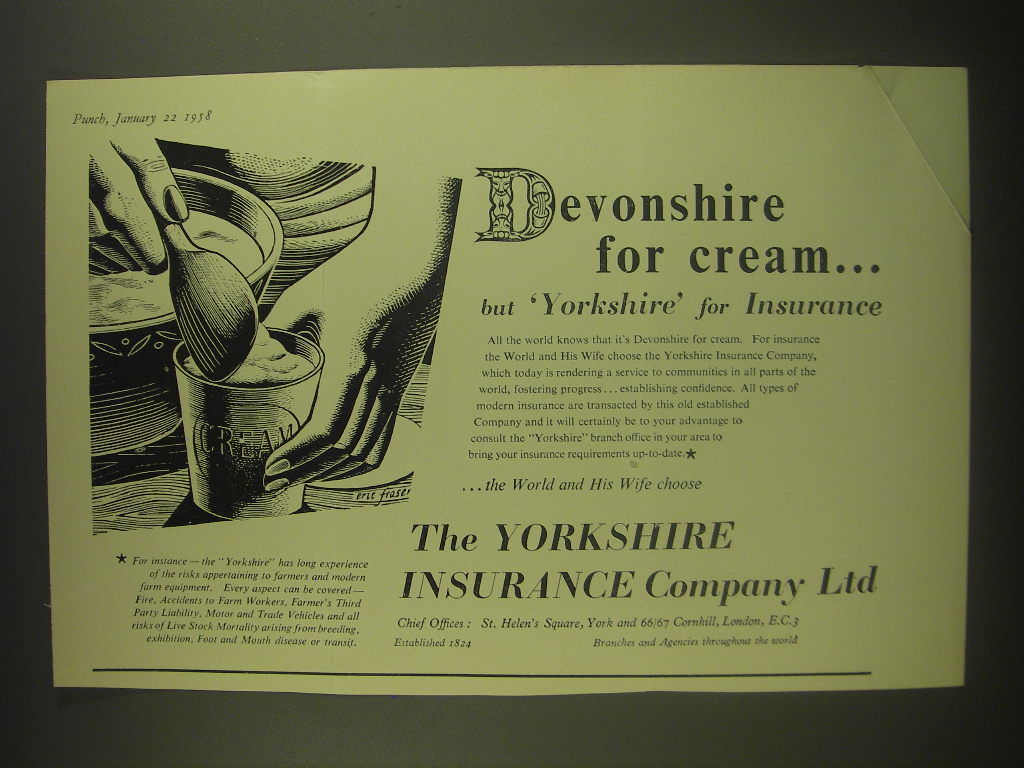 Punch, January 22 1958
Devonshire
for cream...
but ‘Yorkshire’ for Insurance
All the world knows that it's Devonshire for cream. For insurance
the World and His Wife choose the Yorkshire Insurance Company,
which today is rendering a service to communities in all parts of the
world, fostering progress... establishing confidence. All types of
modern insurance are transacted by this old established
Company and it will certainly be to your advantage to
consult the "Yorkshire" branch office in your area to
bring your insurance requirements up-to-date.★
...the World and His Wife choose
The YORKSHIRE
INSURANCE Company Ltd
Chief Offices: St. Helen's Square, York and 66/67 Cornhill, London, E.C.3
Established 1824 Branches and Agencies throughout the world
CREAM
eric fraser
★ For instance — the "Yorkshire" has long experience
of the risks appertaining to farmers and modern
farm equipment. Every aspect can be covered —
Fire, Accidents to Farm Workers, Farmer's Third
Party Liability, Motor and Trade Vehicles and all
risks of Live Stock Mortality arising from breeding,
exhibition, Foot and Mouth disease or transit.